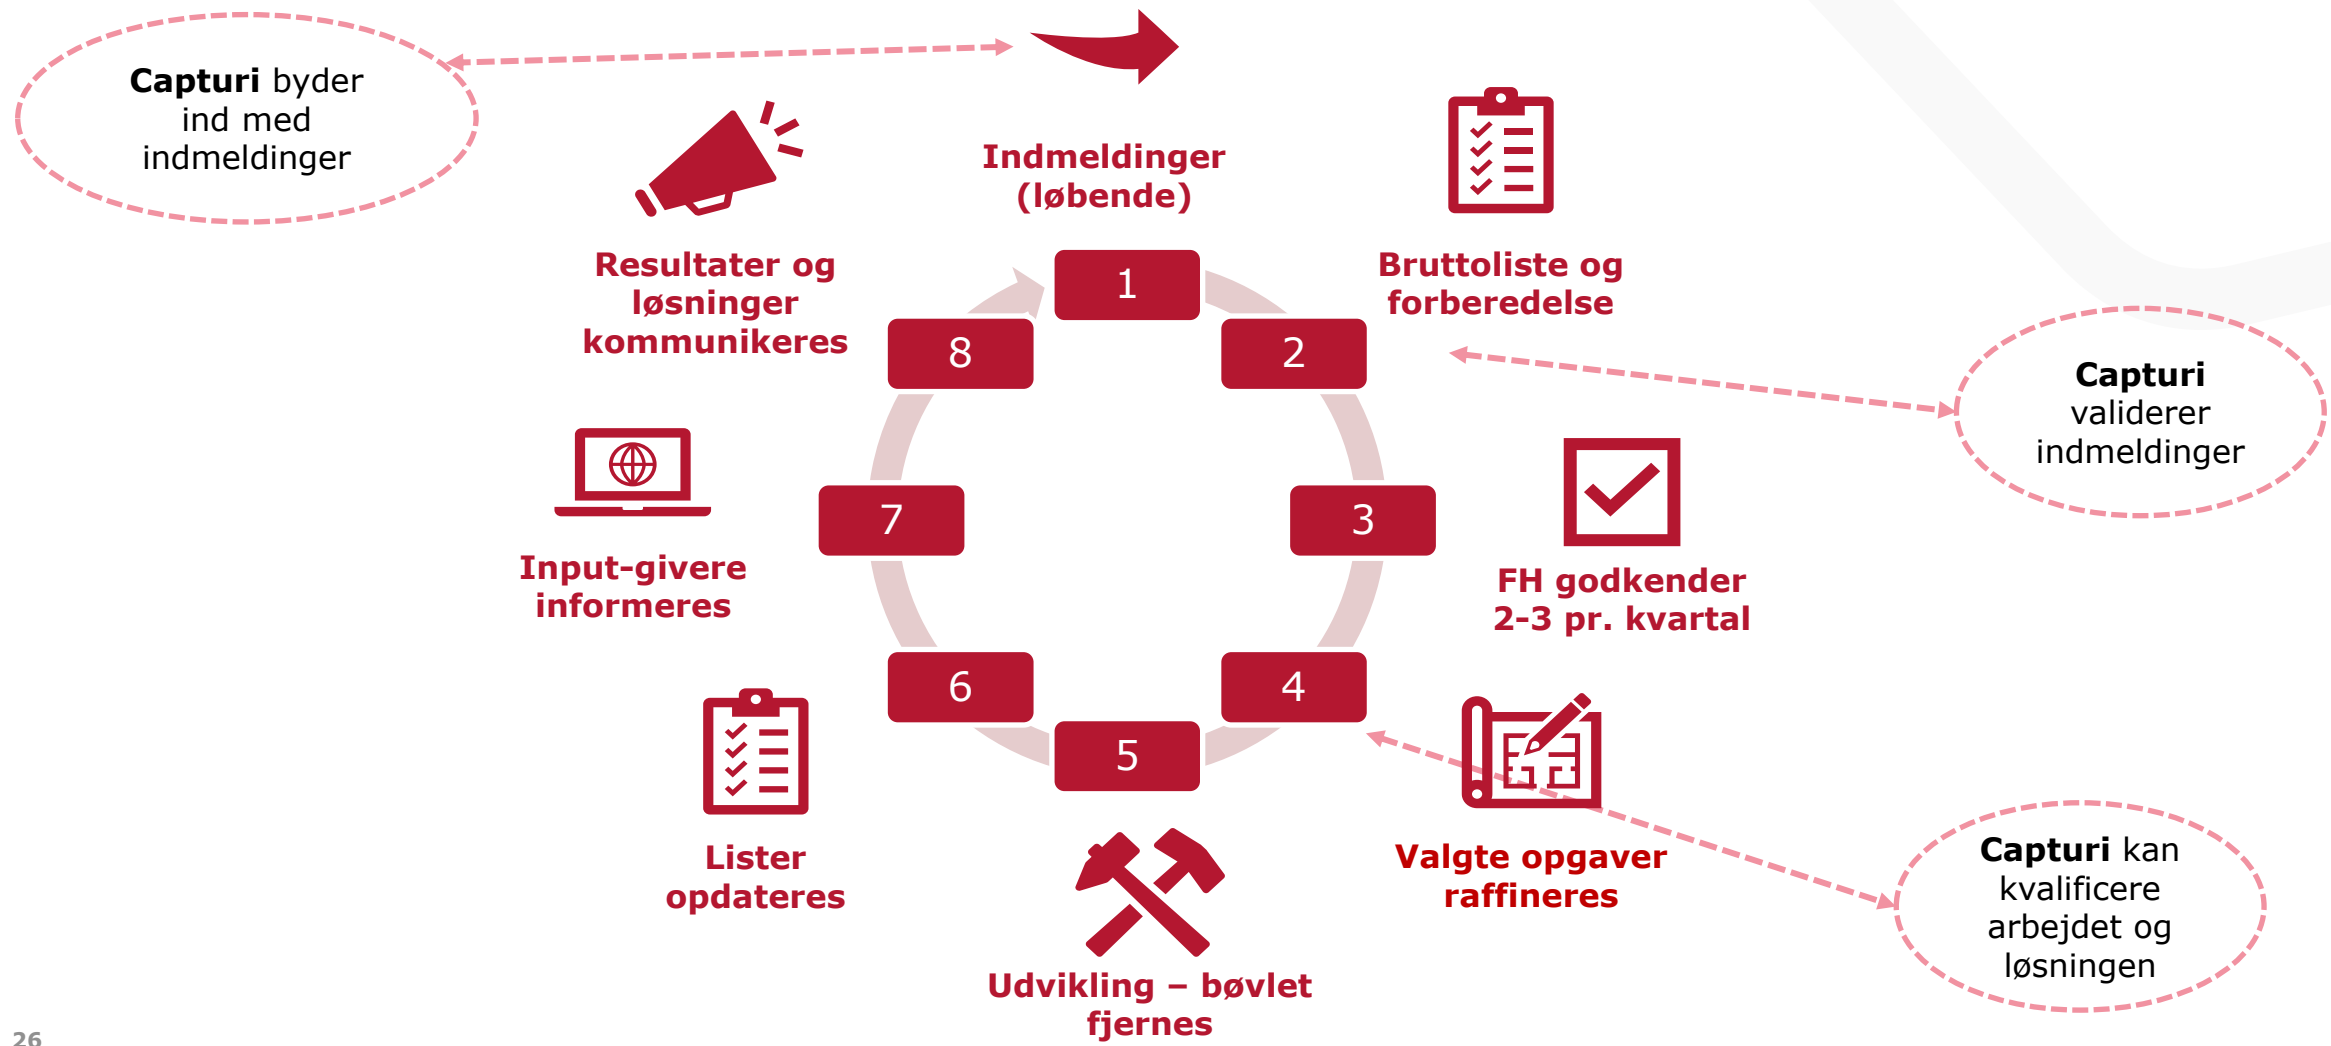 Capturi byder
ind med
indmeldinger
Indmeldinger
(løbende)
Bruttoliste og
forberedelse
Resultater og
løsninger
kommunikeres
1
2
3
4
5
6
7
8
Capturi
validerer
indmeldinger
FH godkender
2-3 pr. kvartal
Input-givere
informeres
Valgte opgaver
raffineres
Capturi kan
kvalificere
arbejdet og
løsningen
Lister
opdateres
Udvikling – bøvlet
fjernes
26